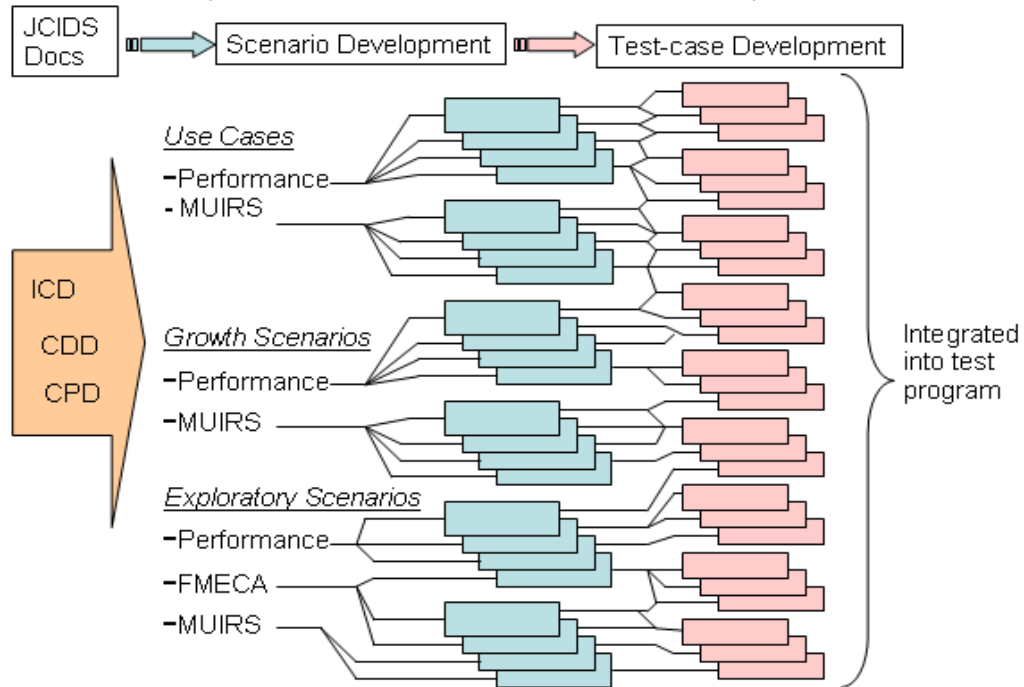 JCIDS
Docs
Scenario Development
Test-case Development
Use Cases
-Performance
- MUIRS
ICD
CDD
CPD
Growth Scenarios
-Performance
-MUIRS
Exploratory Scenarios
-Performance
-FMECA
-MUIRS
Integrated
into test
program